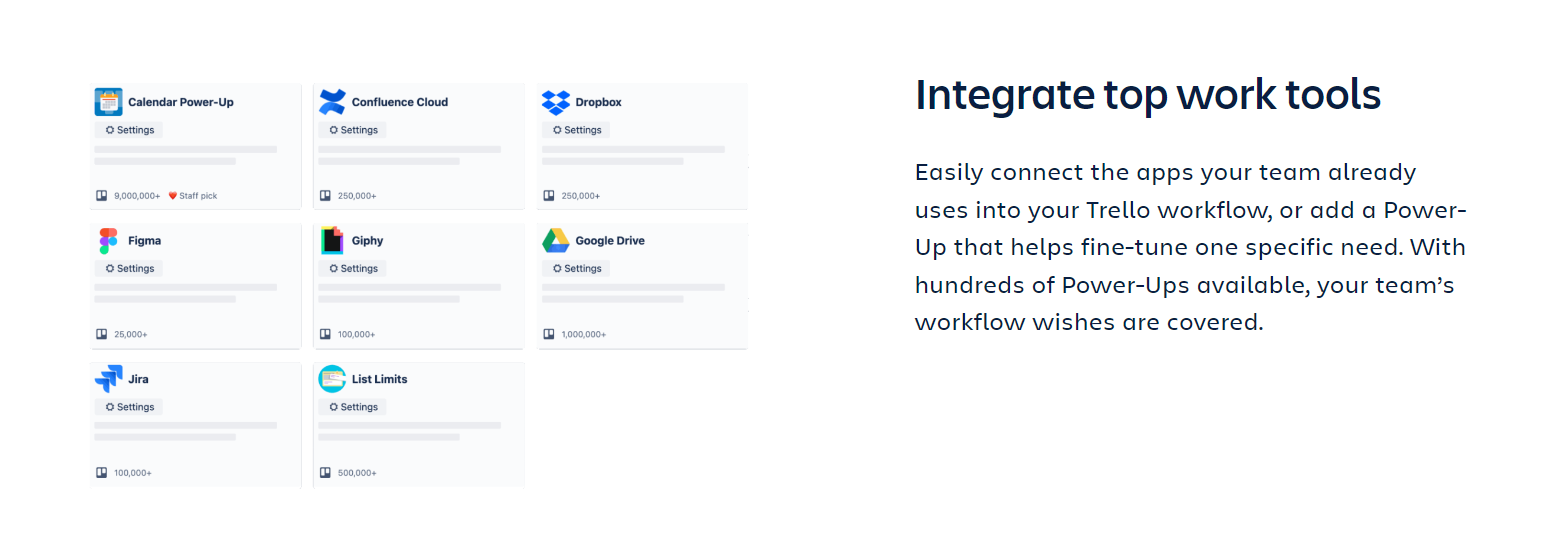 Calendar Power-Up
Settings
9,000,000+ Staff pick
Confluence Cloud
Settings
250,000+
Dropbox
Settings
250,000+
Figma
Settings
25,000+
Giphy
Settings
100,000+
Google Drive
Settings
1,000,000+
Jira
Settings
100,000+
List Limits
Settings
500,000+
Integrate top work tools
Easily connect the apps your team already
uses into your Trello workflow, or add a Power-
Up that helps fine-tune one specific need. With
hundreds of Power-Ups available, your team’s
workflow wishes are covered.